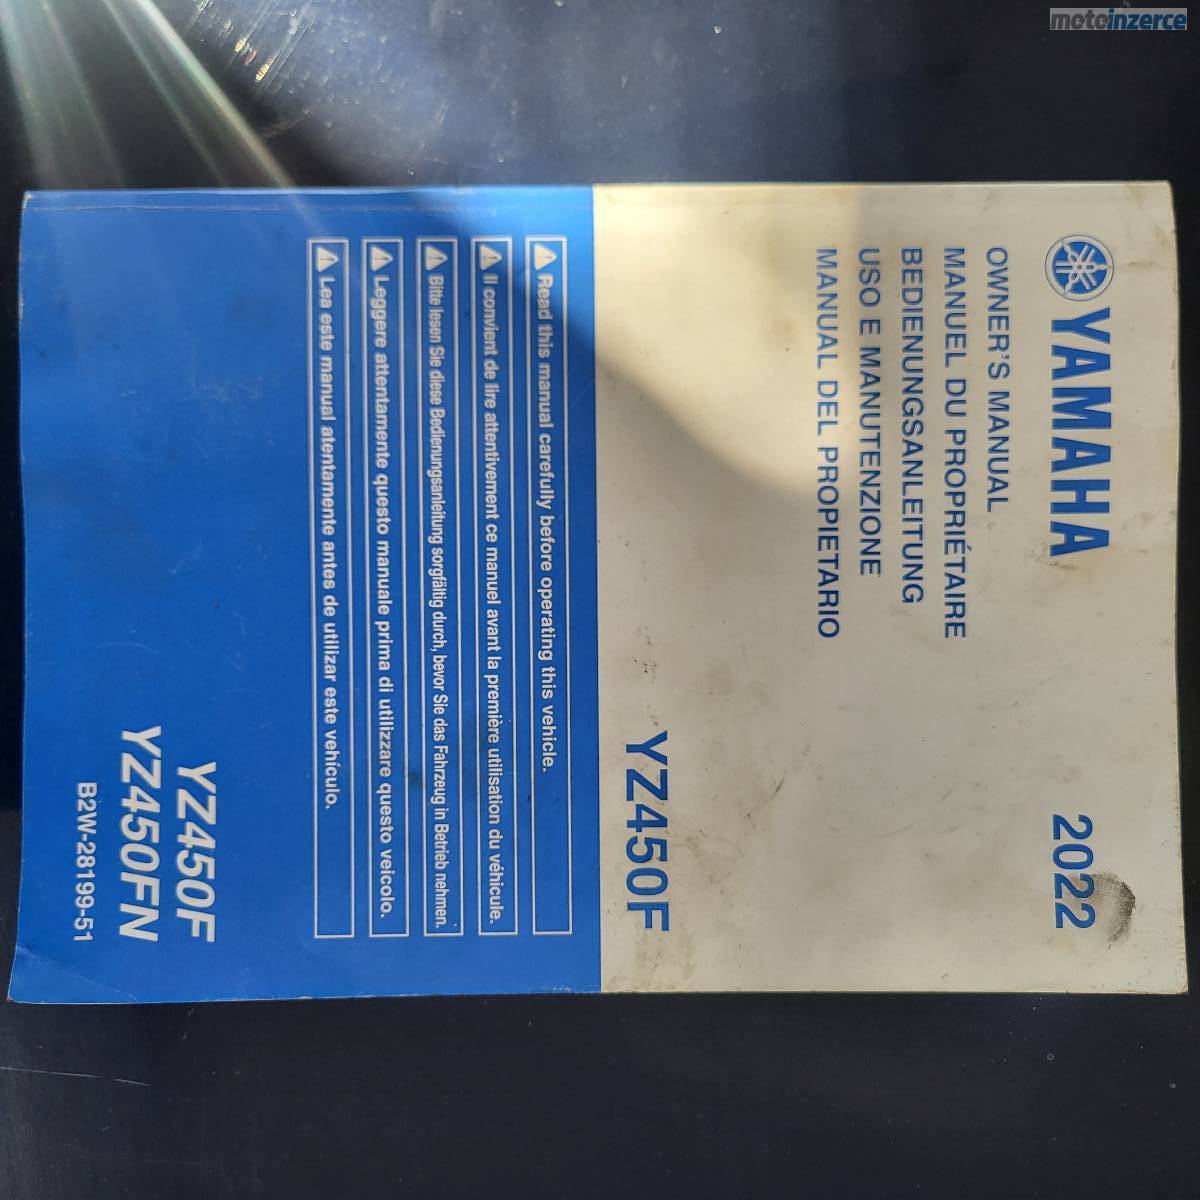 motoinzerce
YAMAHA
2022
OWNER'S MANUAL
MANUEL DU PROPRIÉTAIRE
BEDIENUNGSANLEITUNG
USO E MANUTENZIONE
MANUAL DEL PROPIETARIO
YZ450F
Read this manual carefully before operating this vehicle.
Il convient de lire attentivement ce manuel avant la première utilisation du véhicule.
Bitte lesen Sie diese Bedienungsanleitung sorgfältig durch, bevor Sie das Fahrzeug in Betrieb nehmen.
Leggere attentamente questo manuale prima di utilizzare questo veicolo.
Lea este manual atentamente antes de utilizar este vehículo.
YZ450F
YZ450FN
B2W-28199-51